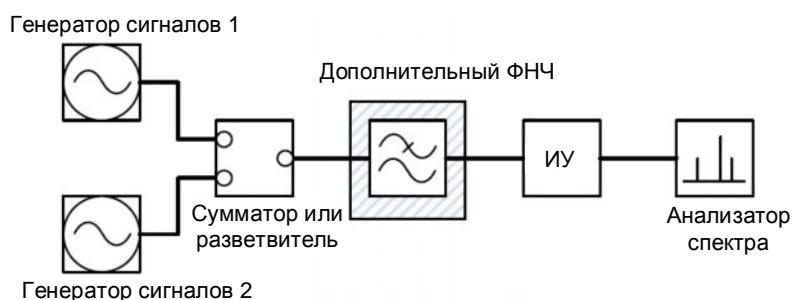 Генератор сигналов 1
Дополнительный ФНЧ
ИУ
Сумматор или
разветвитель
Анализатор
спектра
Генератор сигналов 2